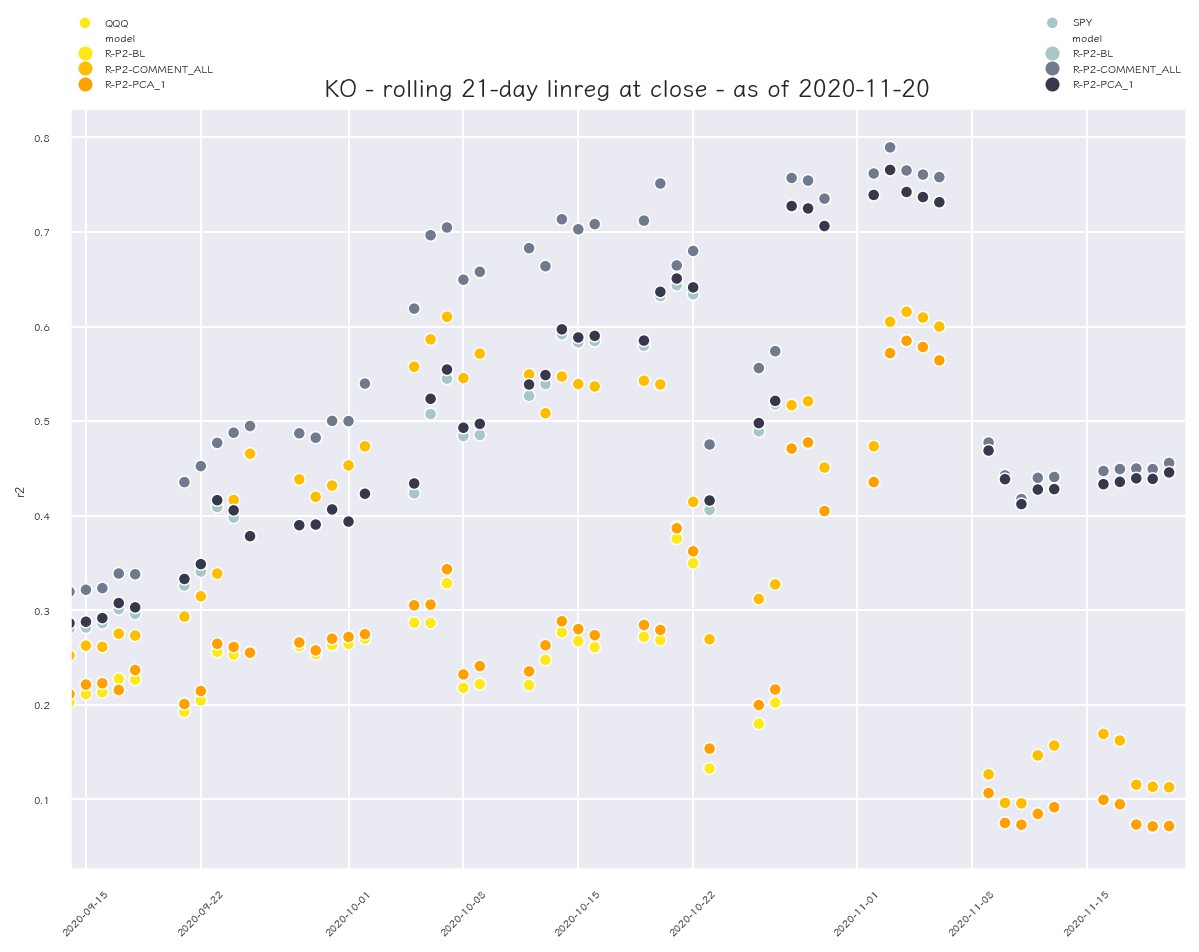 QQQ
model
R-P2-BL
R-P2-COMMENT_ALL
R-P2-PCA_1
SPY
model
R-P2-BL
R-P2-COMMENT_ALL
R-P2-PCA_1
KO - rolling 21-day linreg at close - as of 2020-11-20
0.8
0.7
0.6
0.5
0.4
0.3
0.2
0.1
r2
2020-09-15
2020-09-22
2020-10-01
2020-10-08
2020-10-15
2020-10-22
2020-11-01
2020-11-08
2020-11-15